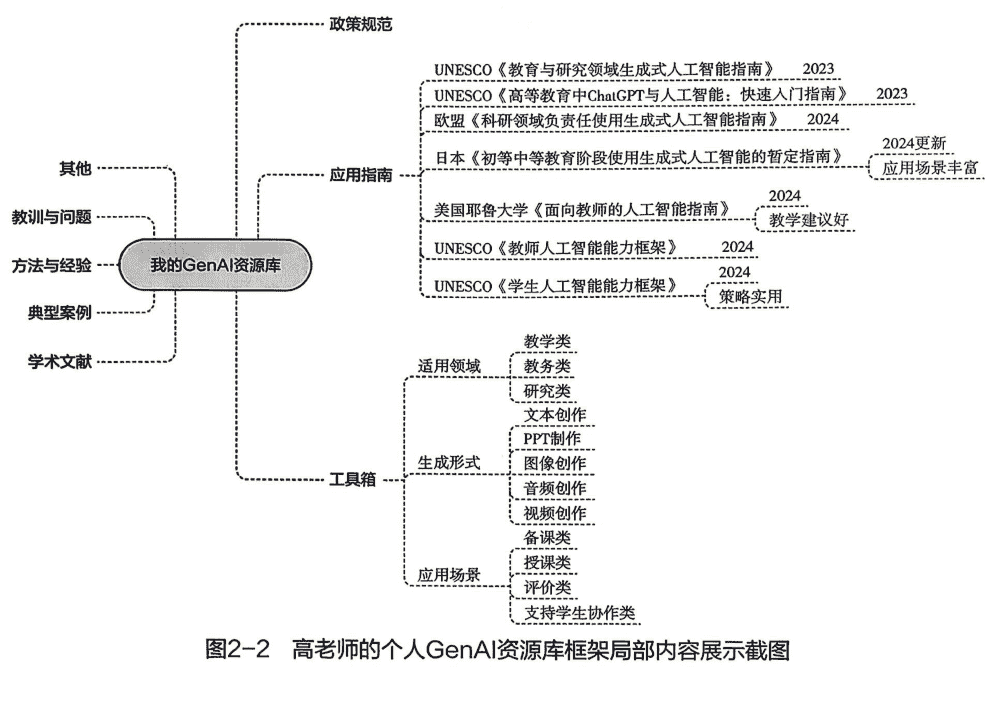 政策规范
UNESCO《教育与研究领域生成式人工智能指南》 2023
UNESCO《高等教育中ChatGPT与人工智能：快速入门指南》 2023
欧盟《科研领域负责任使用生成式人工智能指南》 2024
日本《初等中等教育阶段使用生成式人工智能的暂定指南》
2024更新
应用场景丰富
应用指南
美国耶鲁大学《面向教师的人工智能指南》
2024
教学建议好
UNESCO《教师人工智能能力框架》 2024
UNESCO《学生人工智能能力框架》
2024
策略实用
其他
教训与问题
方法与经验
典型案例
学术文献
我的GenAI资源库
工具箱
适用领域
教学类
教务类
研究类
生成形式
文本创作
PPT制作
图像创作
音频创作
视频创作
应用场景
备课类
授课类
评价类
支持学生协作类
图2-2 高老师的个人GenAI资源库框架局部内容展示截图